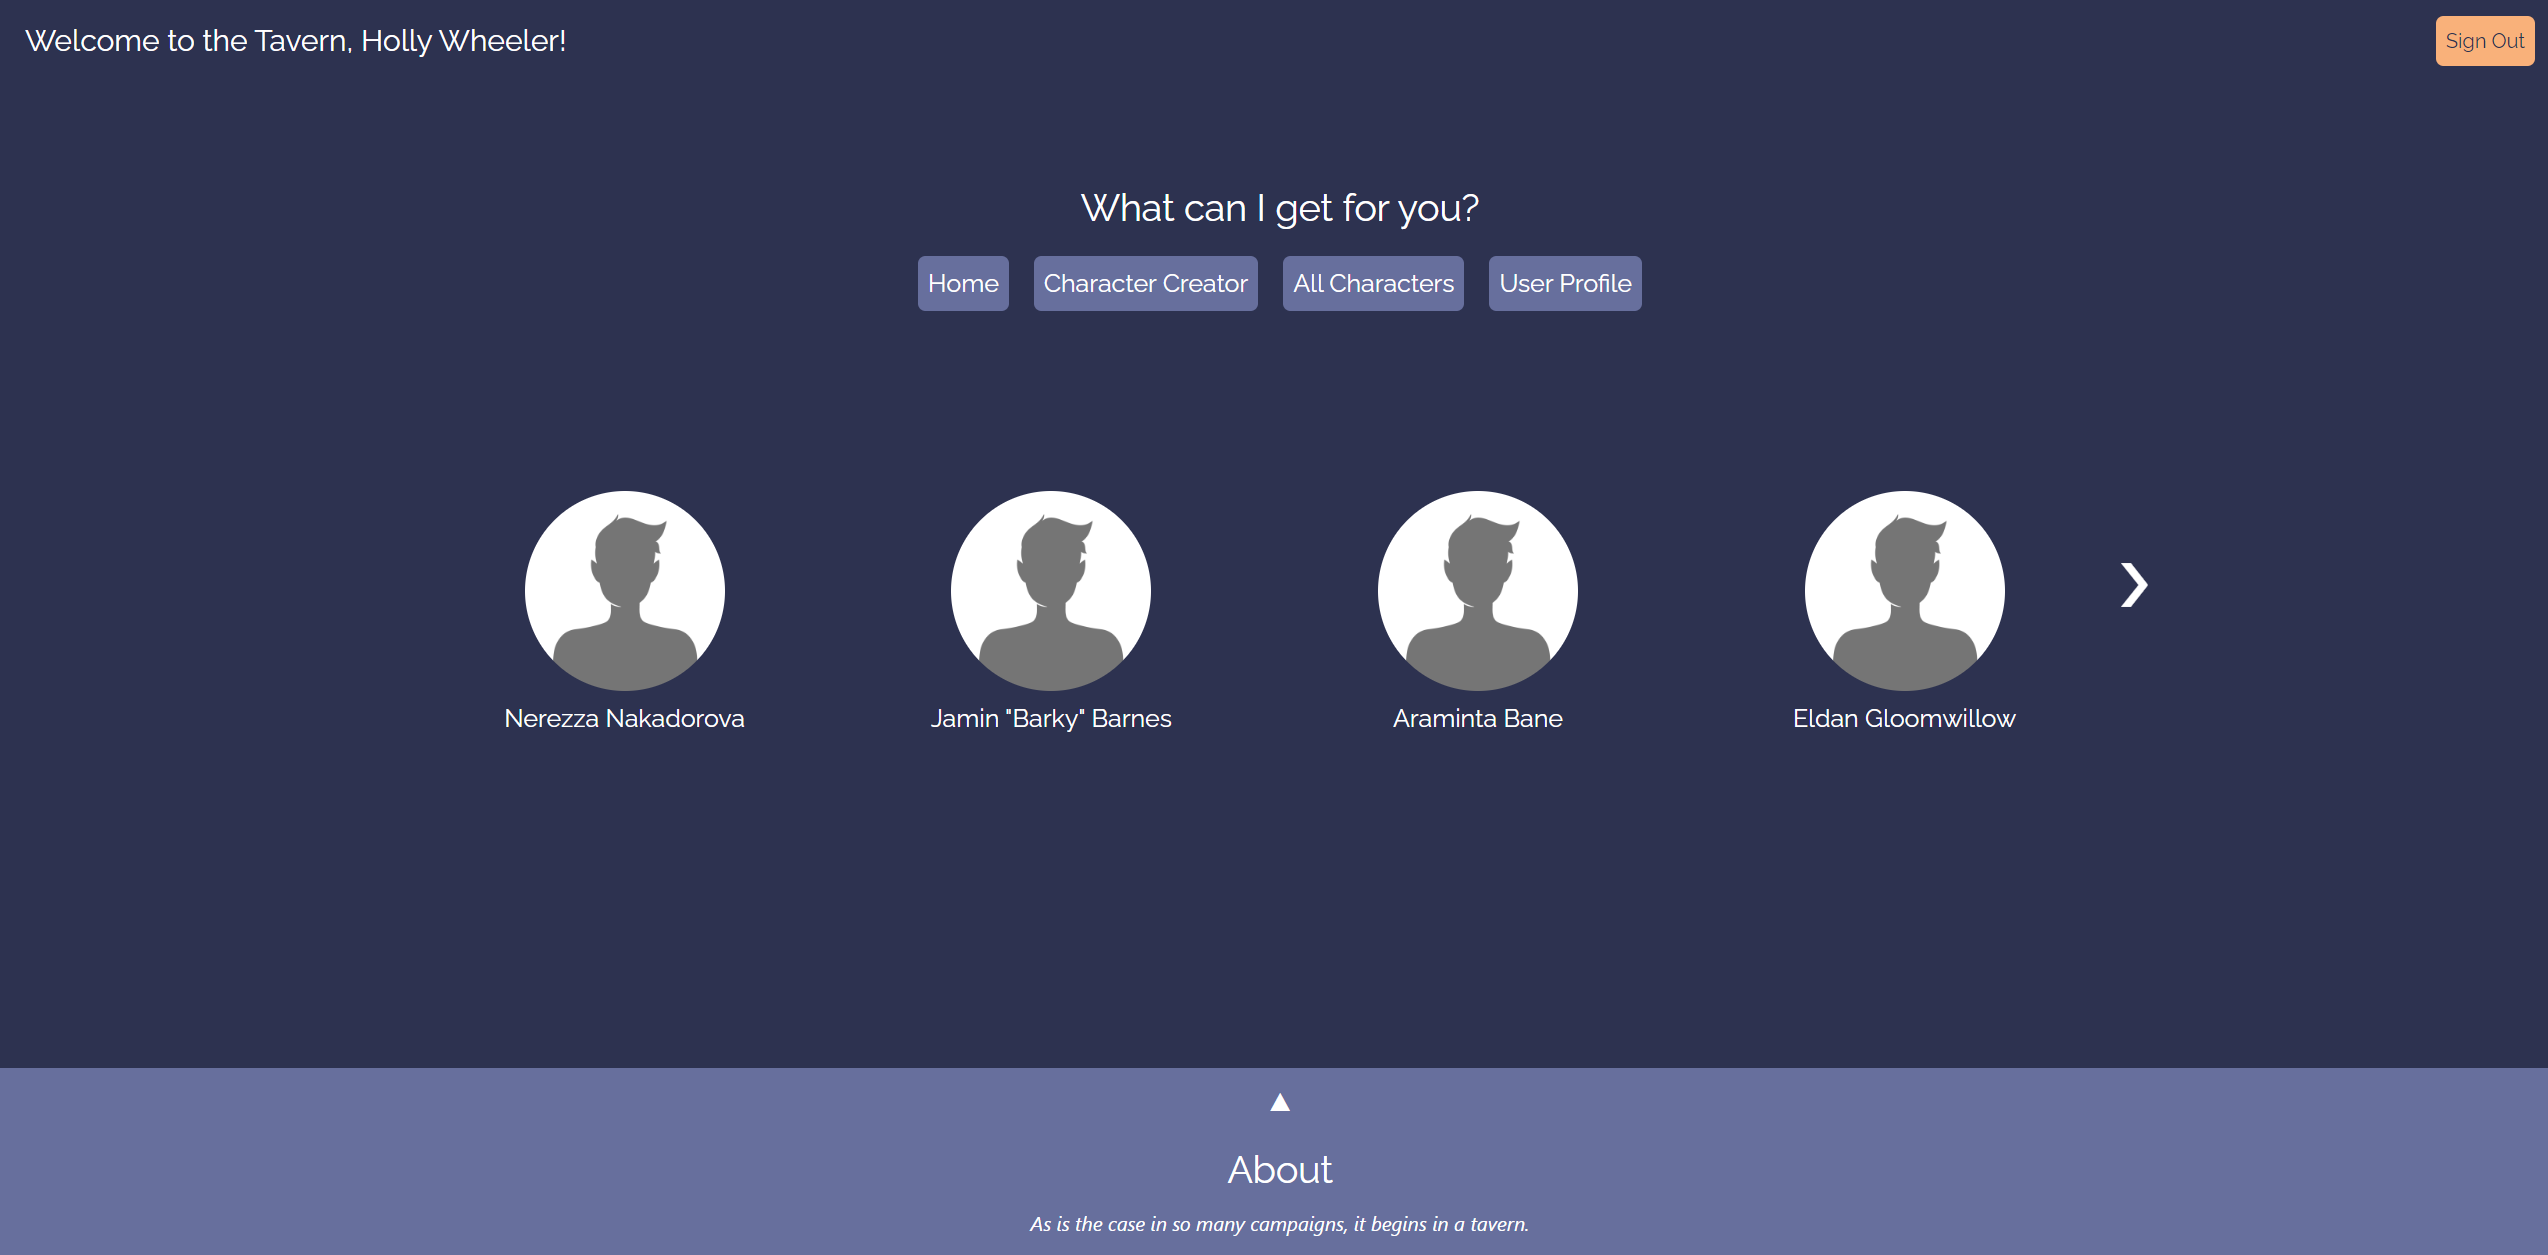 Welcome to the Tavern, Holly Wheeler!
Sign Out
What can I get for you?
Home
Character Creator
All Characters
User Profile
Nerezza Nakadorova
Jamin "Barky" Barnes
Araminta Bane
Eldan Gloomwillow
About
As is the case in so many campaigns, it begins in a tavern.